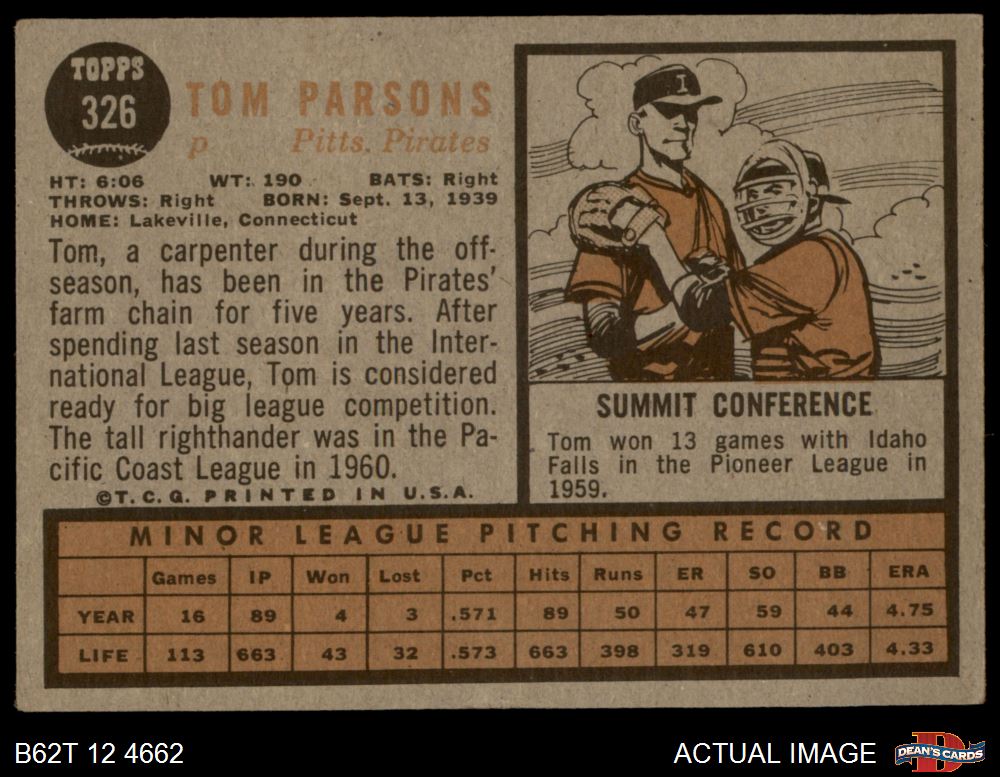 TOPPS
326
TOM PARSONS
p Pitts. Pirates
HT: 6:06 WT: 190 BATS: Right
THROWS: Right BORN: Sept. 13, 1939
HOME: Lakeville, Connecticut
Tom, a carpenter during the off-
season, has been in the Pirates'
farm chain for five years. After
spending last season in the Inter-
national League, Tom is considered
ready for big league competition.
The tall righthander was in the Pa-
cific Coast League in 1960.
©T.C.G. PRINTED IN U.S.A.
I
SUMMIT CONFERENCE
Tom won 13 games with Idaho
Falls in the Pioneer League in
1959.
MINOR LEAGUE PITCHING RECORD
Games IP Won Lost Pct Hits Runs ER SO BB ERA
YEAR 16 89 4 3 .571 89 50 47 59 44 4.75
LIFE 113 663 43 32 .573 663 398 319 610 403 4.33
B62T 12 4662
ACTUAL IMAGE
D
DEAN'S CARDS